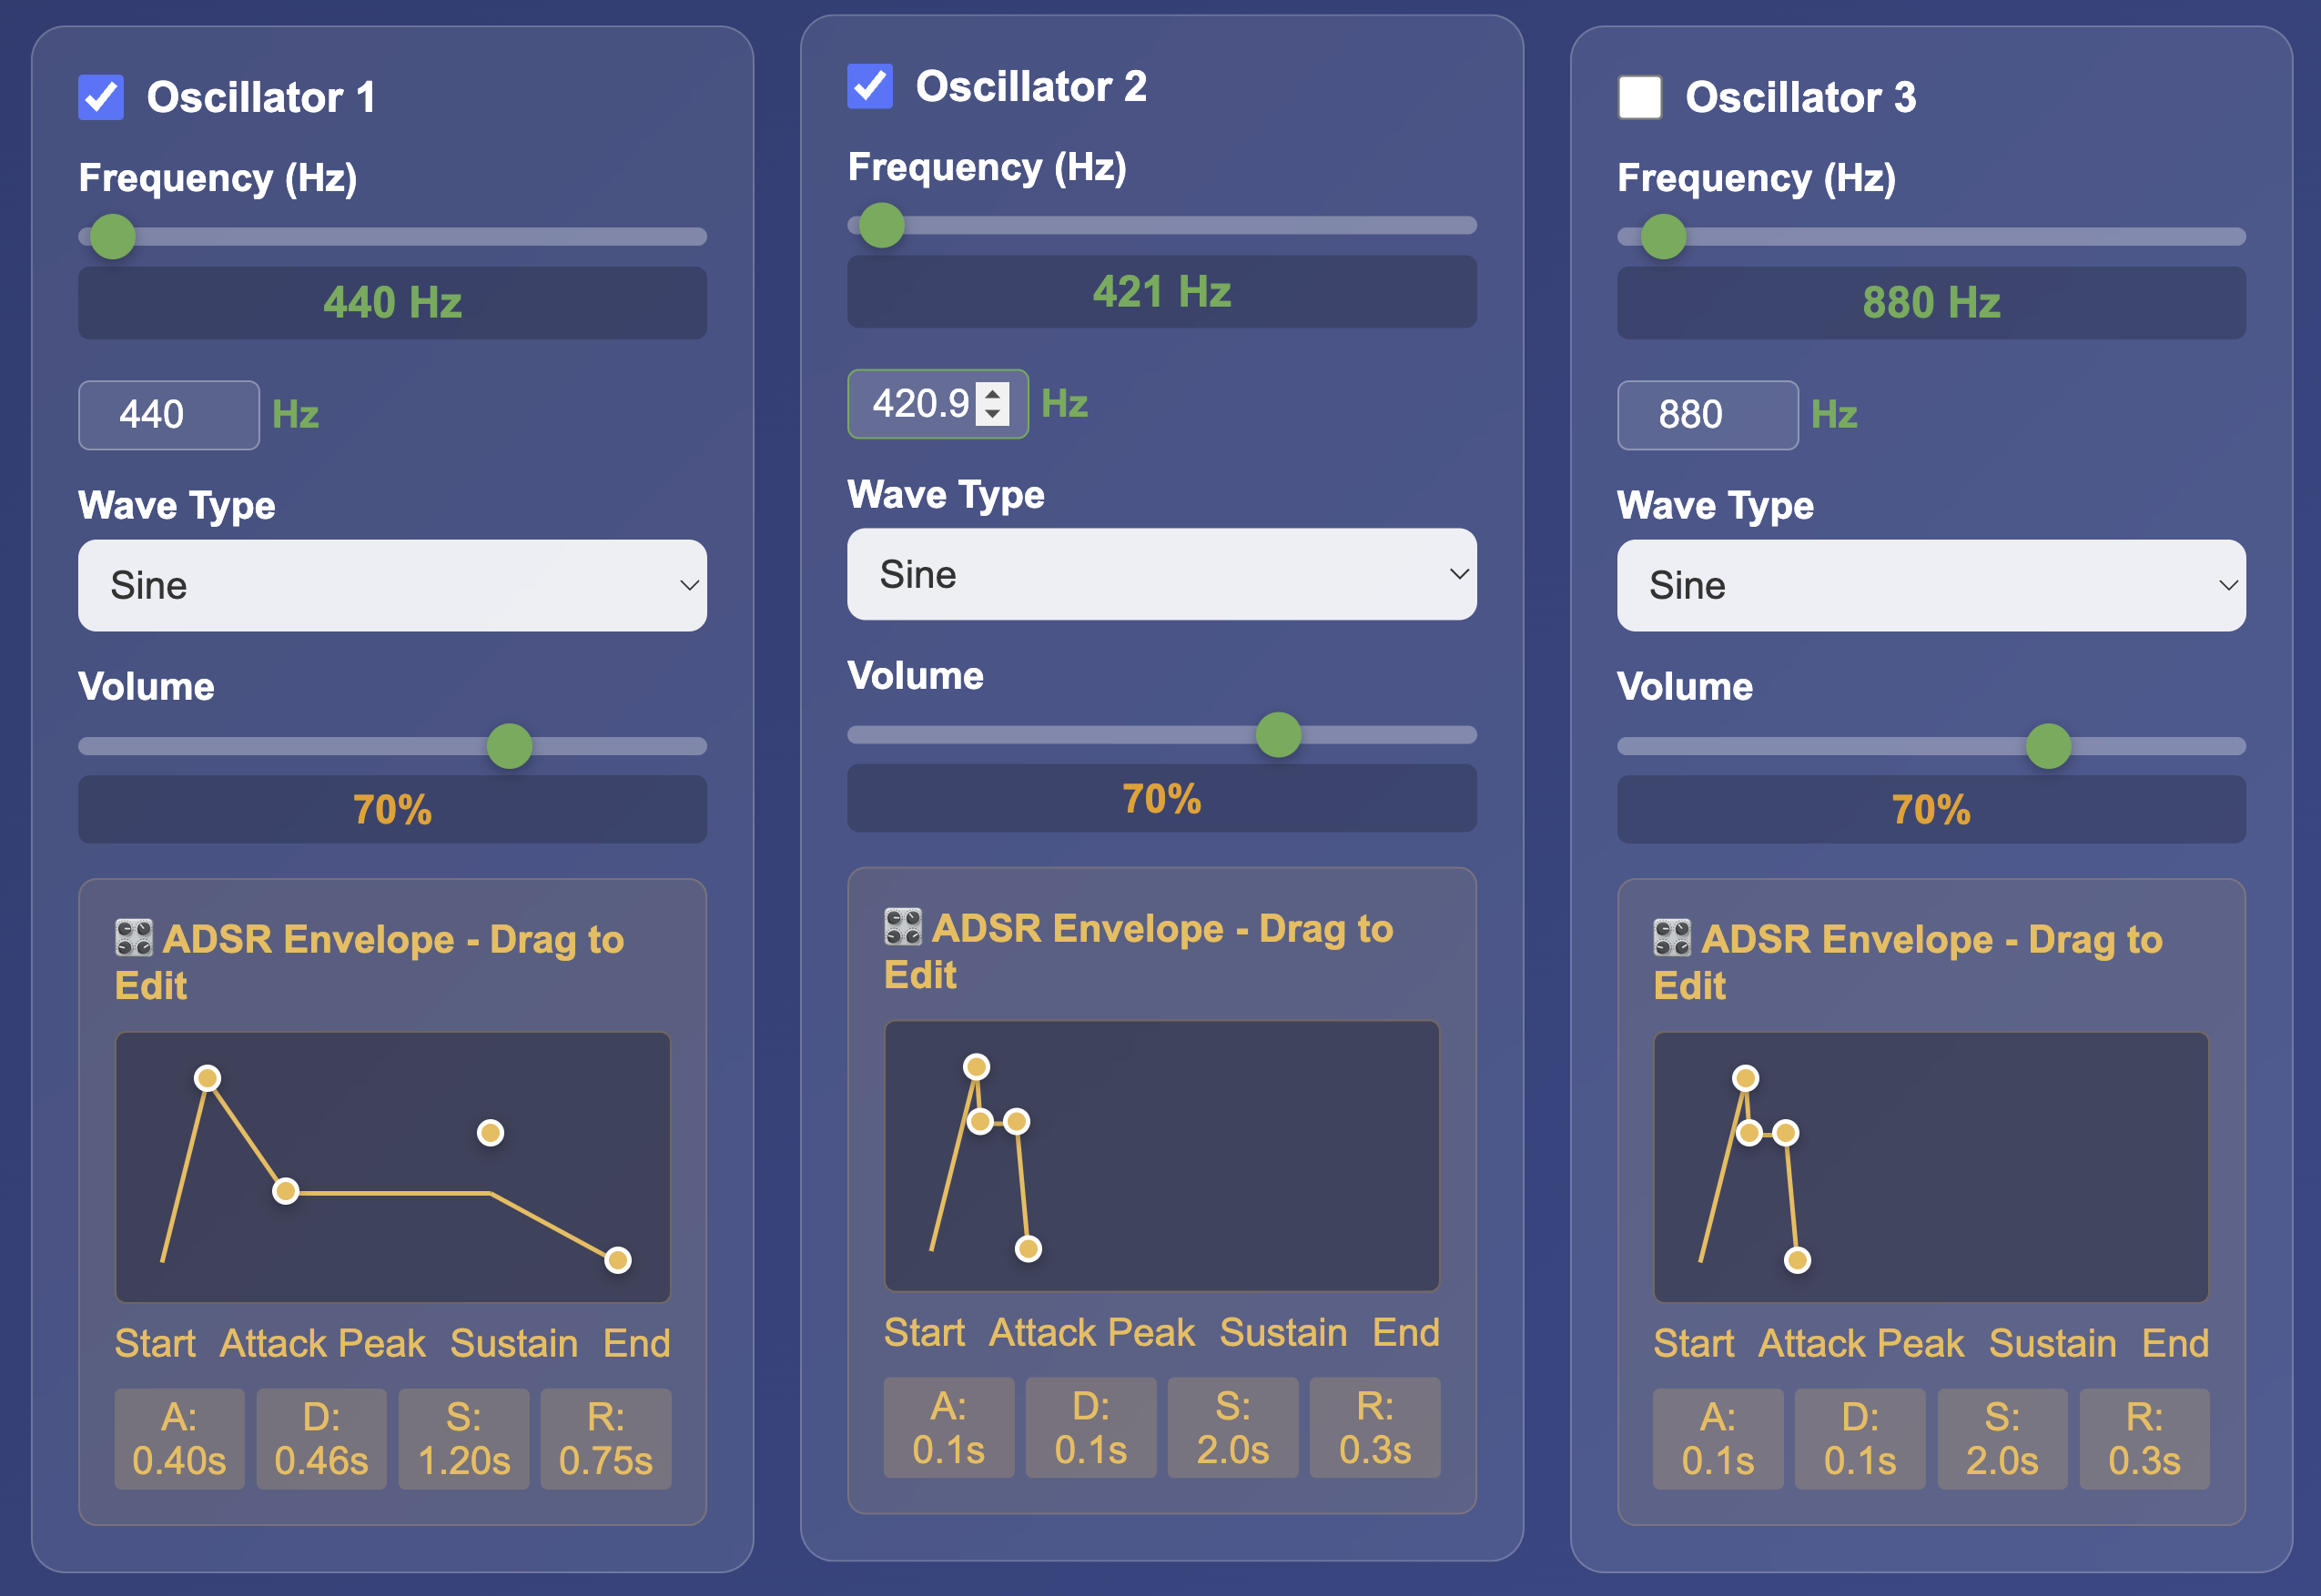 Oscillator 1
Frequency (Hz)
440 Hz
440 Hz
Wave Type
Sine
Volume
70%
ADSR Envelope - Drag to
Edit
Start Attack Peak Sustain End
A:
0.40s
D:
0.46s
S:
1.20s
R:
0.75s
Oscillator 2
Frequency (Hz)
421 Hz
420.9 Hz
Wave Type
Sine
Volume
70%
ADSR Envelope - Drag to
Edit
Start Attack Peak Sustain End
A:
0.1s
D:
0.1s
S:
2.0s
R:
0.3s
Oscillator 3
Frequency (Hz)
880 Hz
880 Hz
Wave Type
Sine
Volume
70%
ADSR Envelope - Drag to
Edit
Start Attack Peak Sustain End
A:
0.1s
D:
0.1s
S:
2.0s
R:
0.3s